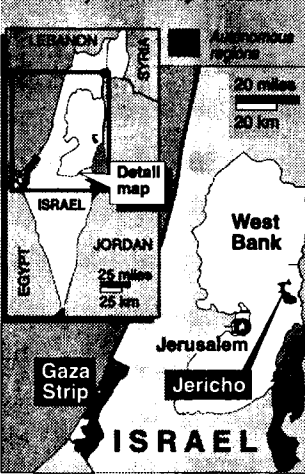 LEBANON
SYRIA
Autonomous
regions
20 miles
20 km
Detail
map
ISRAEL
JORDAN
EGYPT
25 miles
25 km
West
Bank
Jerusalem
Gaza
Strip
Jericho
ISRAEL